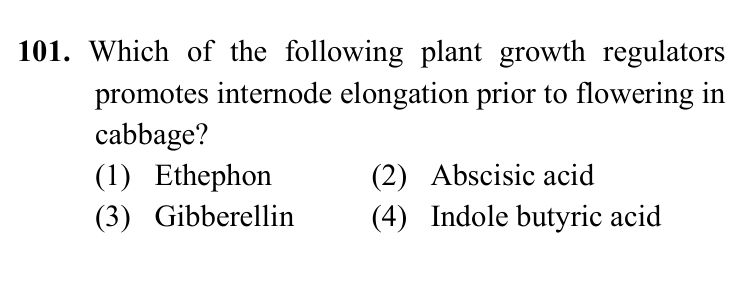 101. Which of the following plant growth regulators
promotes internode elongation prior to flowering in
cabbage?
(1) Ethephon (2) Abscisic acid
(3) Gibberellin (4) Indole butyric acid